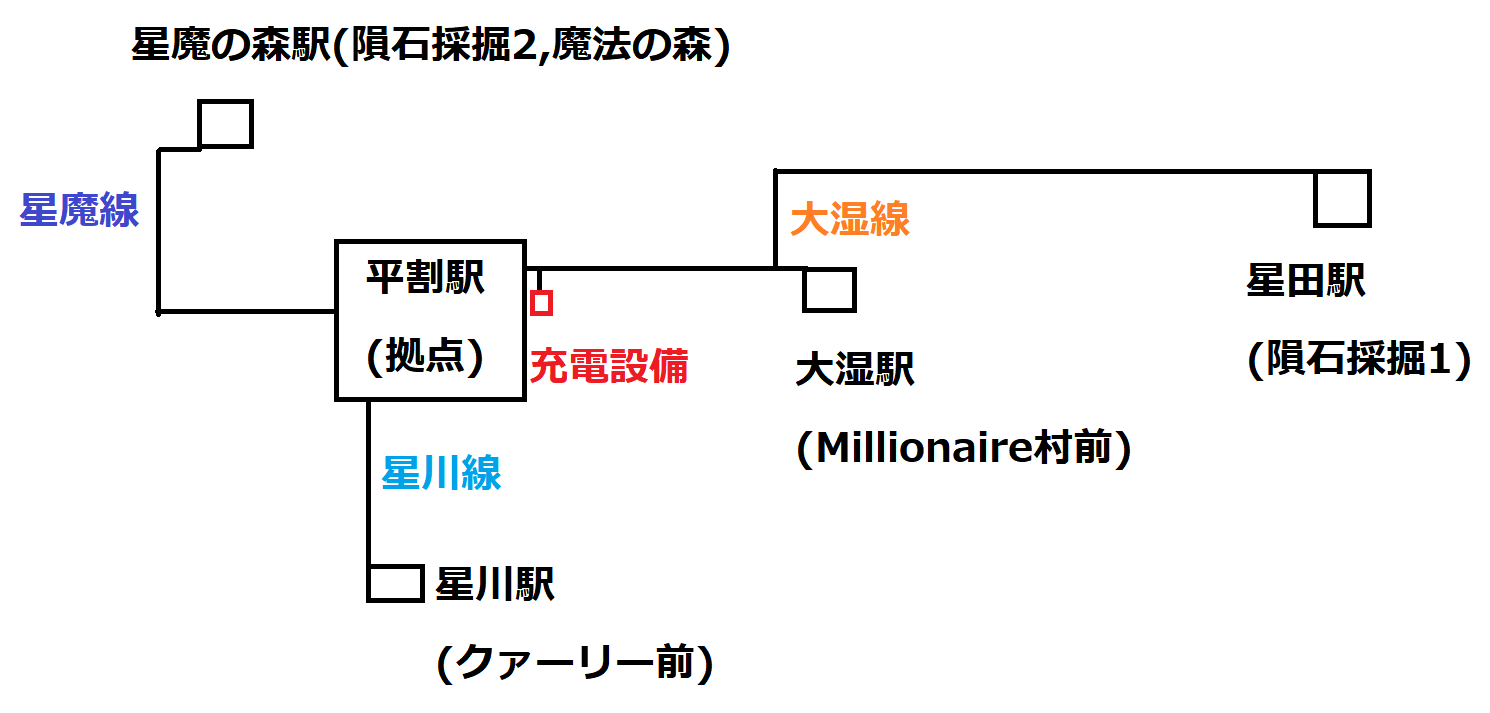 星魔の森駅(隕石採掘2,魔法の森)
星魔線
平割駅
(拠点)
充電設備
大湿線
大湿駅
(Millionaire村前)
星田駅
(隕石採掘1)
星川線
星川駅
(クァーリー前)